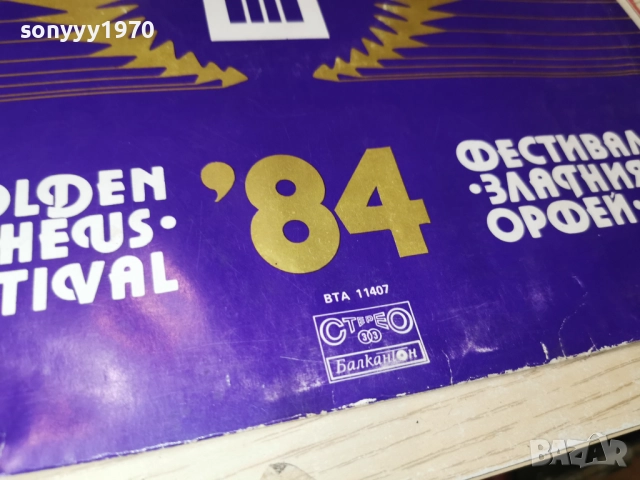 sonyyy1970
OLDEN
HEUS·
TIVAL
'84
ФЕСТИВАЛ
·ЗЛАТНИЯ
ОРФЕЙ·
ВТА 11407
СТЕРЕО
33
Балкантон
BAZAR